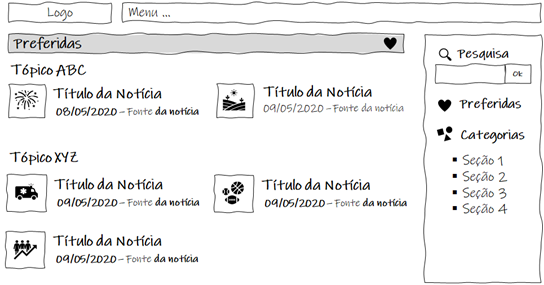 Logo
Menu ...
Preferidas
Tópico ABC
Título da Notícia
08/05/2020 – Fonte da notícia
Título da Notícia
09/05/2020 – Fonte da notícia
Tópico XYZ
Título da Notícia
09/05/2020 – Fonte da notícia
Título da Notícia
09/05/2020 – Fonte da notícia
Título da Notícia
09/05/2020 – Fonte da notícia
Pesquisa
Ok
Preferidas
Categorias
Seção 1
Seção 2
Seção 3
Seção 4